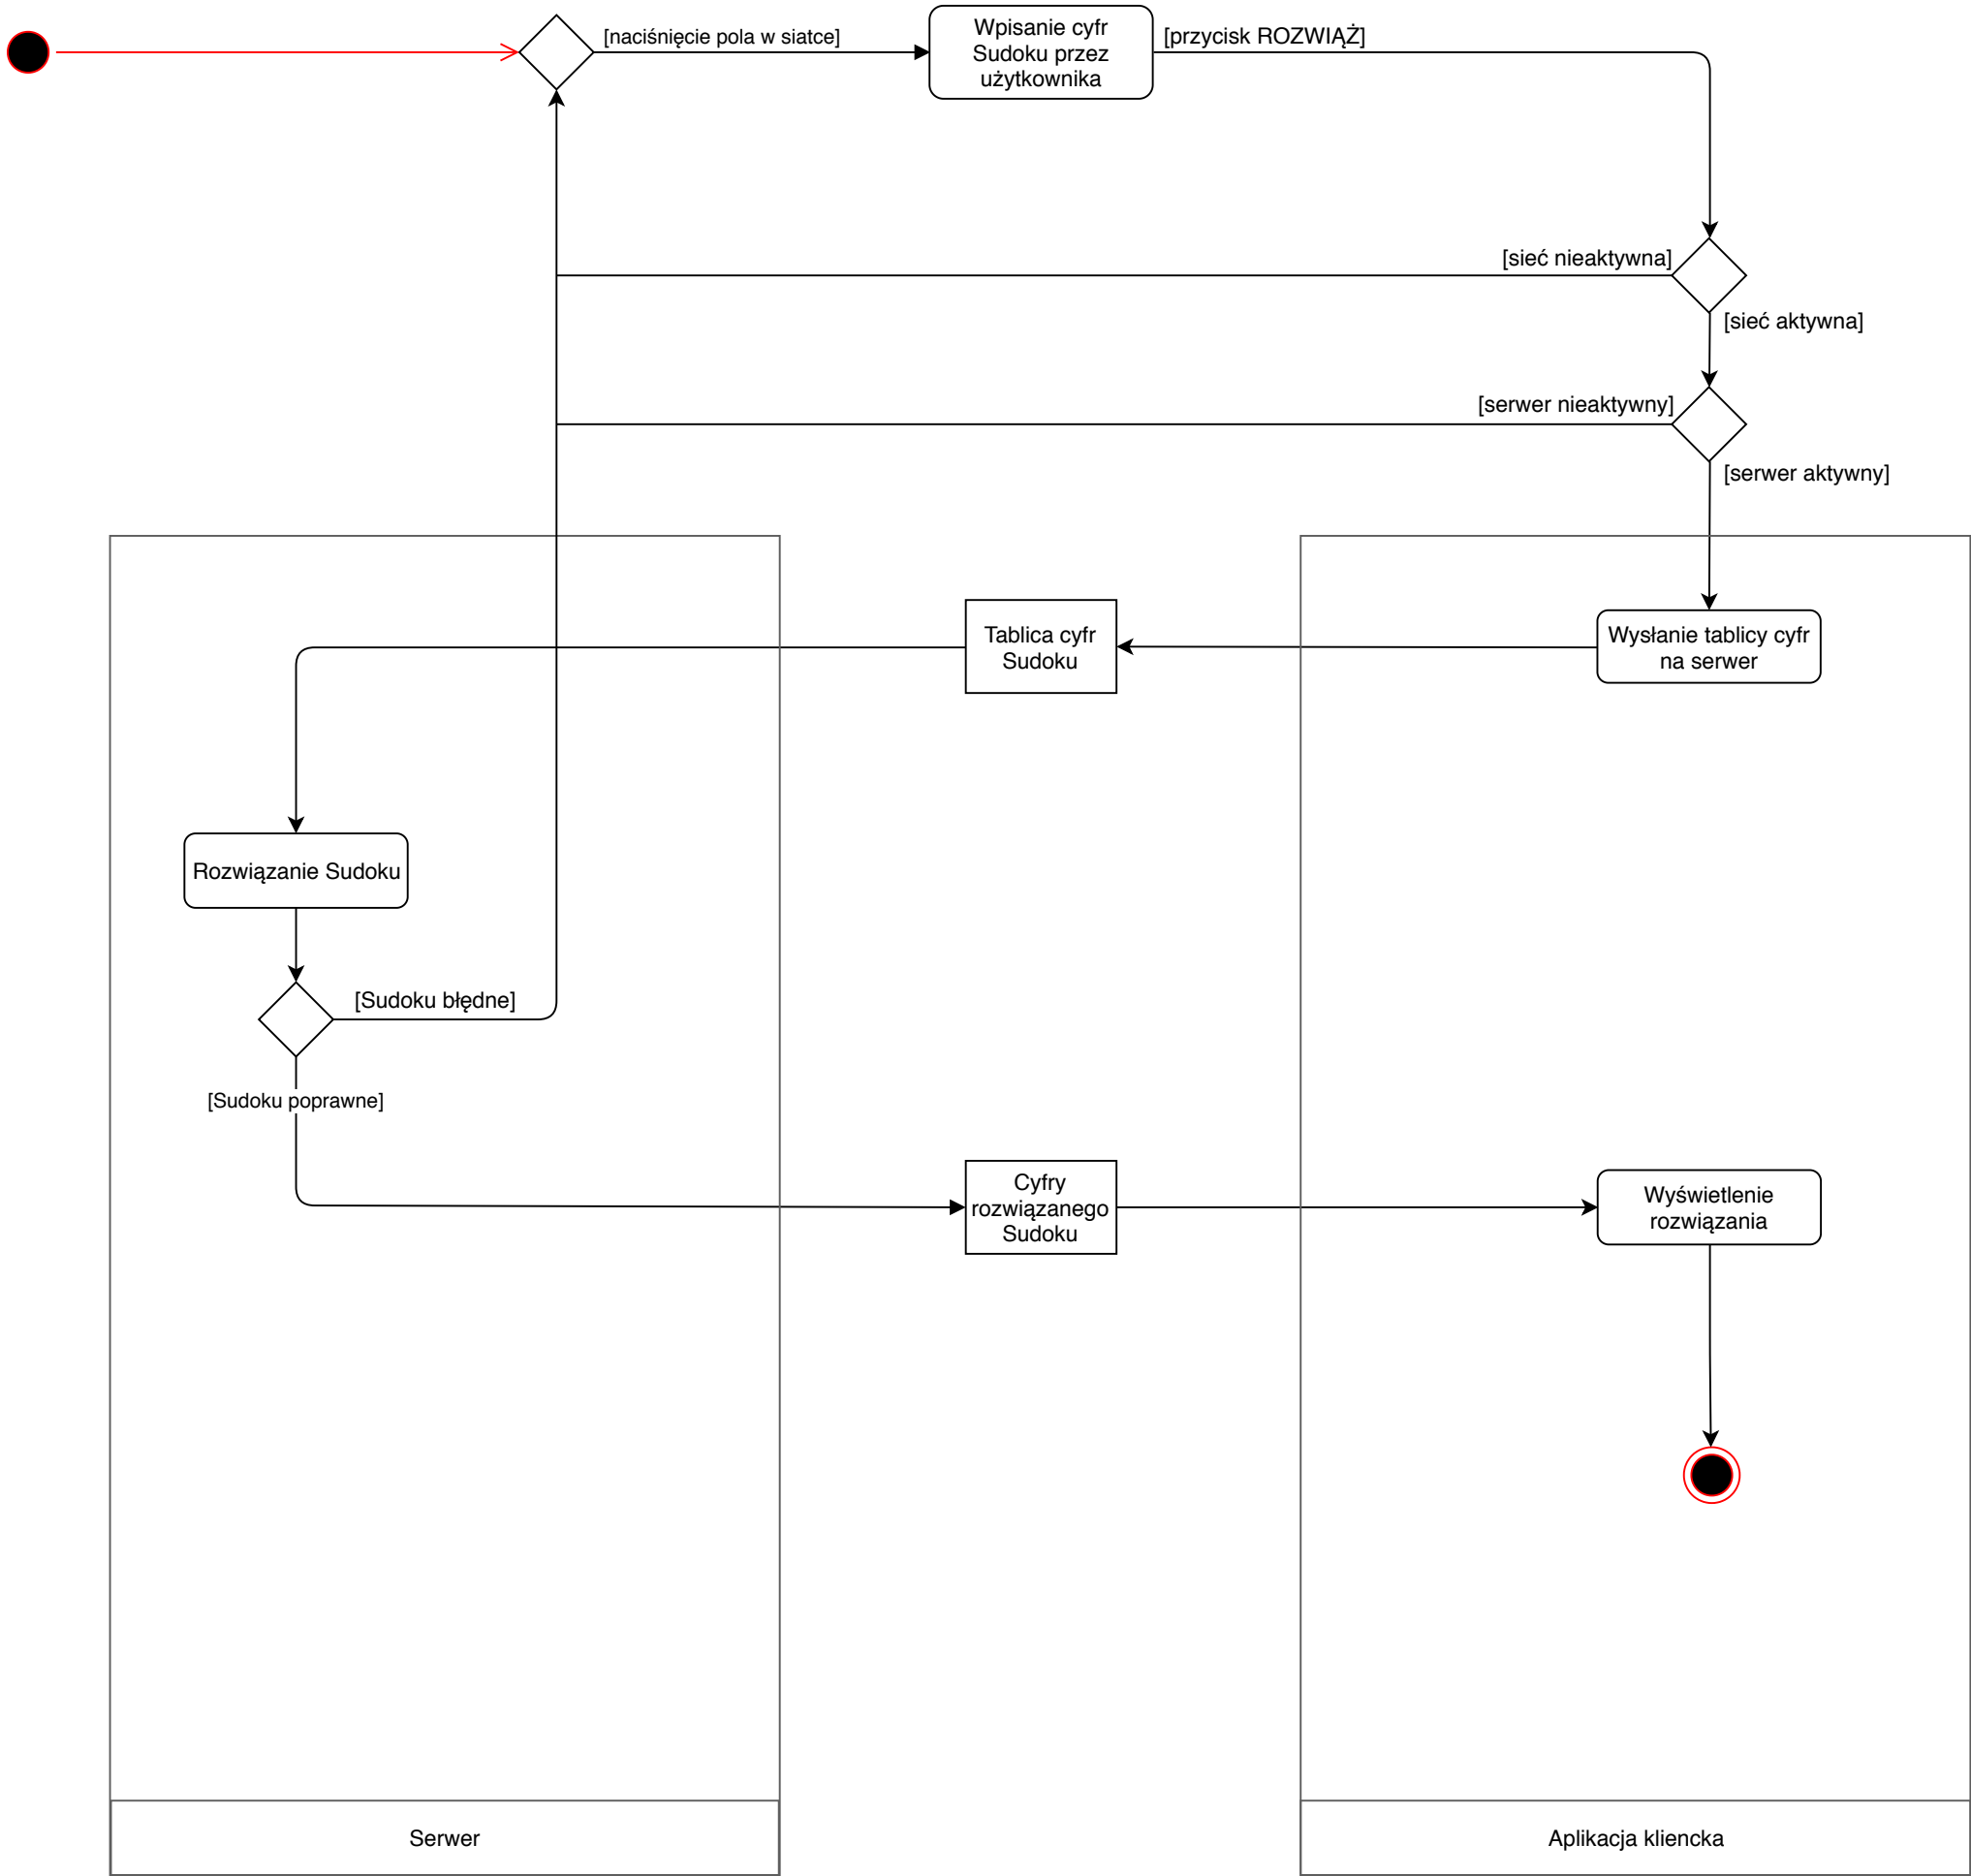 [naciśnięcie pola w siatce]
Wpisanie cyfr
Sudoku przez
użytkownika
[przycisk ROZWIĄŻ]
[sieć nieaktywna]
[sieć aktywna]
[serwer nieaktywny]
[serwer aktywny]
Tablica cyfr
Sudoku
Wysłanie tablicy cyfr
na serwer
Rozwiązanie Sudoku
[Sudoku błędne]
[Sudoku poprawne]
Cyfry
rozwiązanego
Sudoku
Wyświetlenie
rozwiązania
Serwer
Aplikacja kliencka